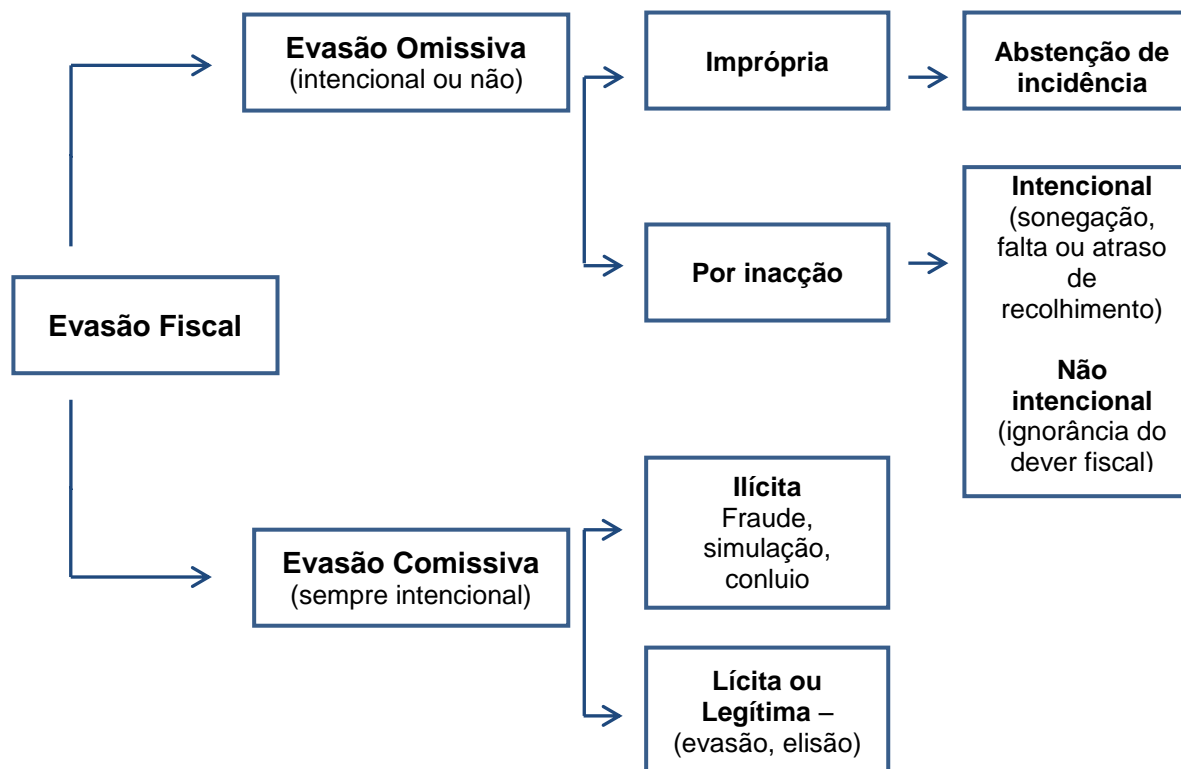 Evasão Omissiva
(intencional ou não)
Imprópria
Abstenção de
incidência
Intencional
(sonegação,
falta ou atraso
de
recolhimento)
Não
intencional
(ignorância do
dever fiscal)
Por inacção
Evasão Fiscal
Evasão Comissiva
(sempre intencional)
Ilícita
Fraude,
simulação,
conluio
Lícita ou
Legítima –
(evasão, elisão)